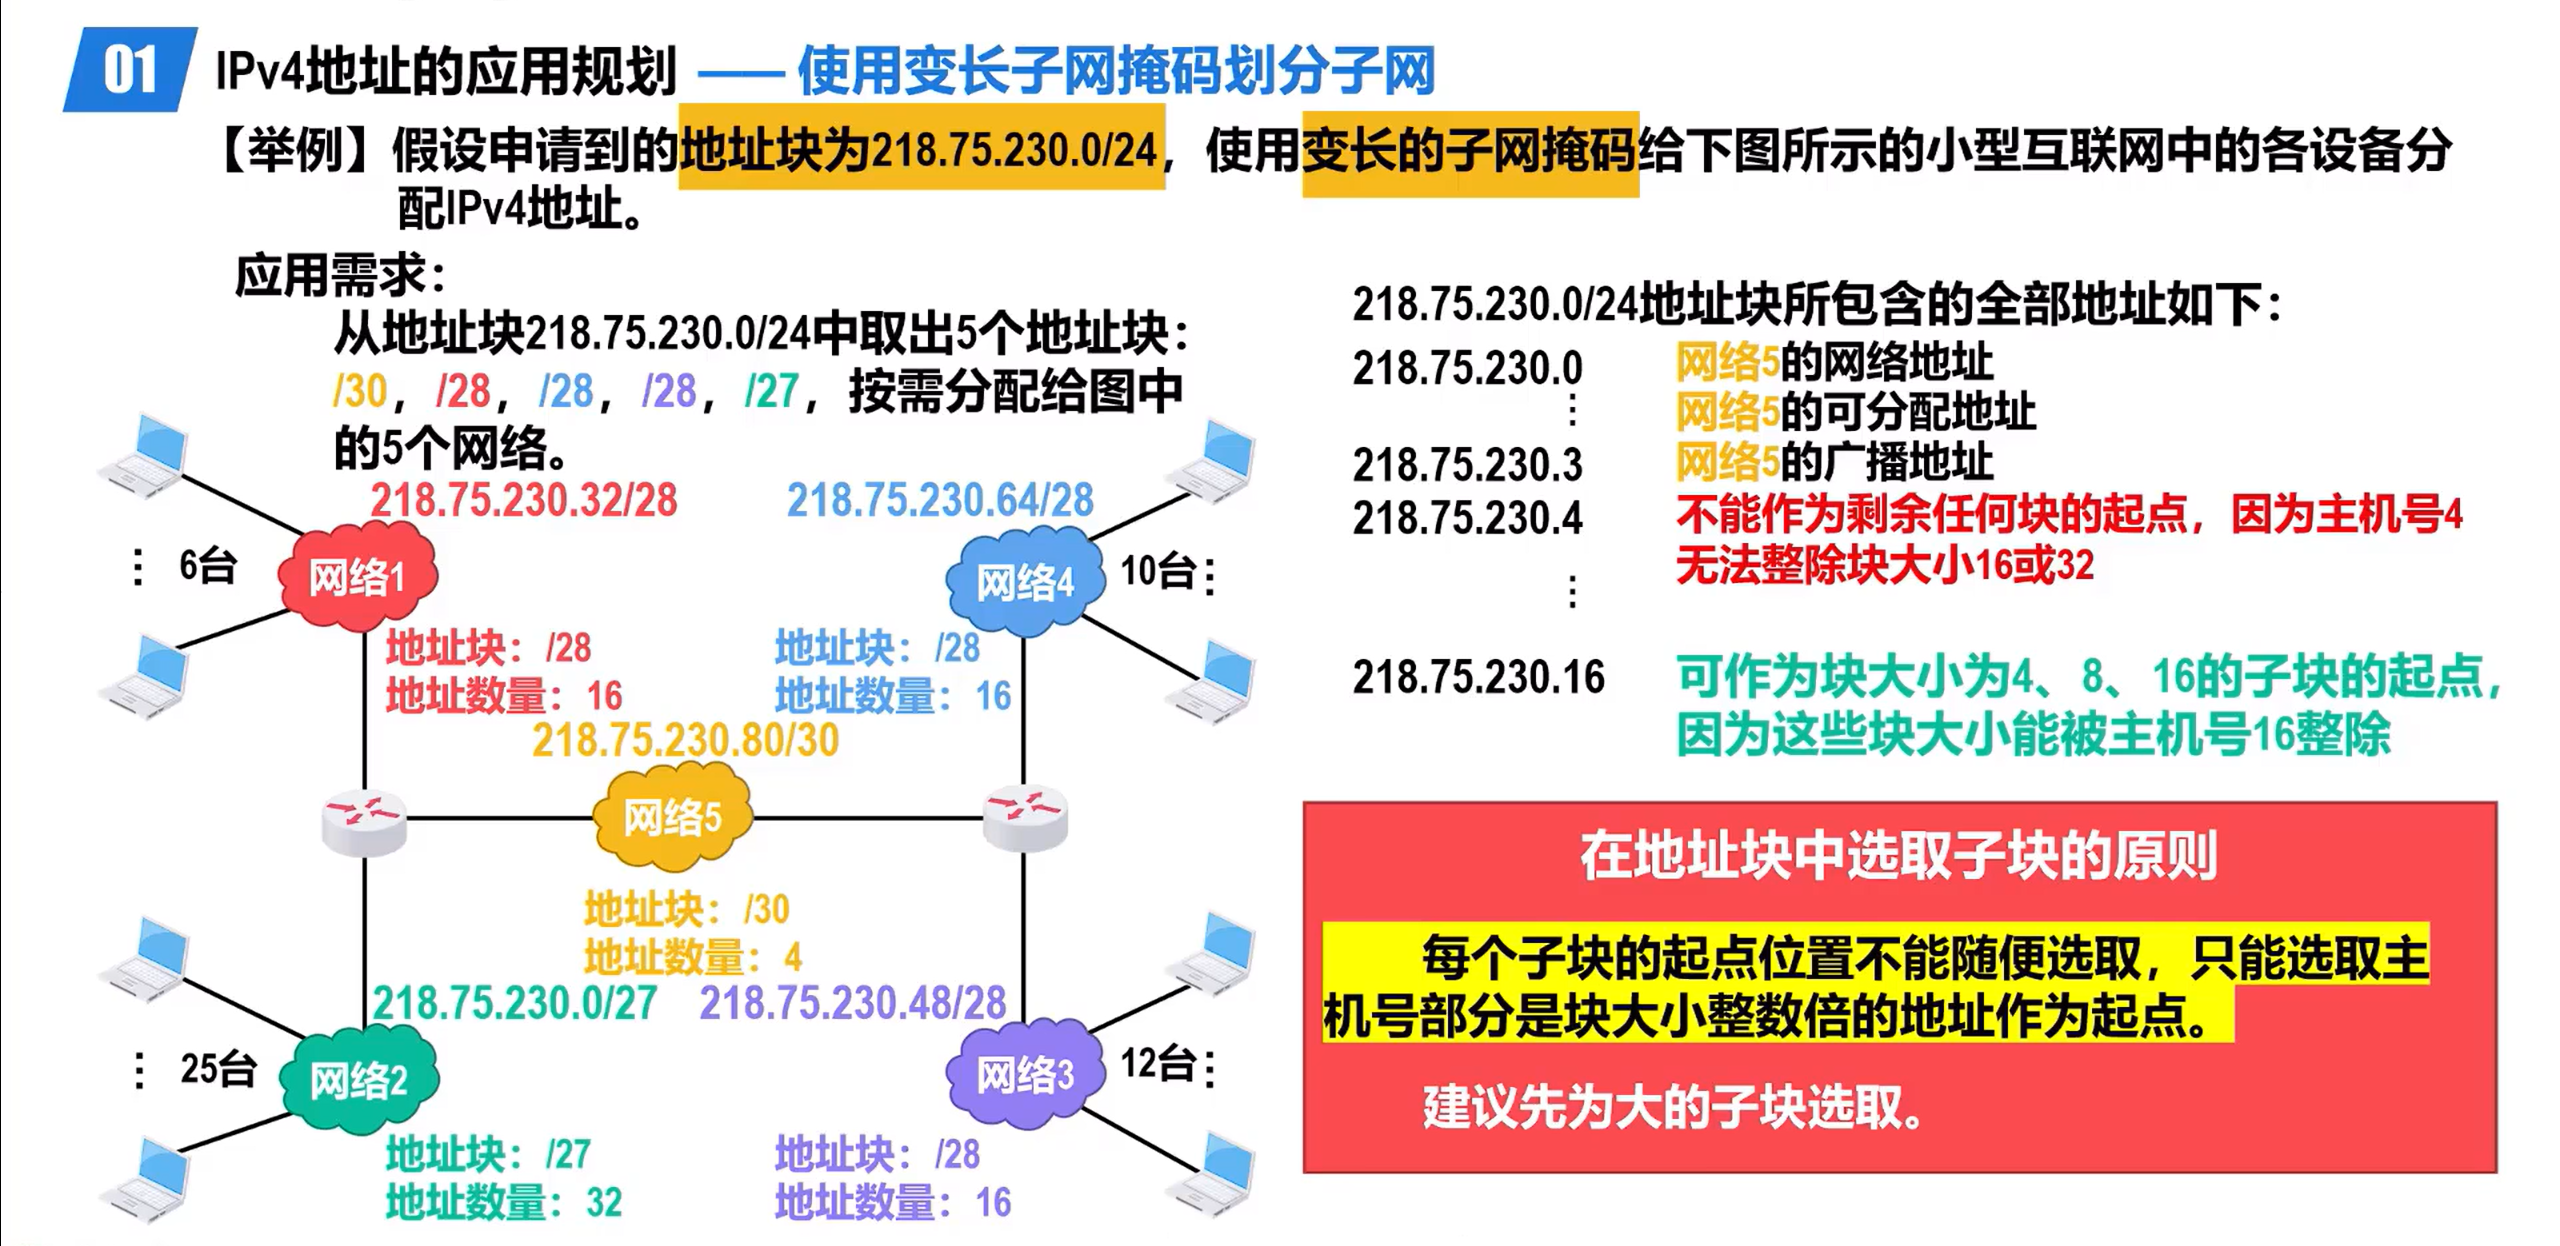 01
IPv4地址的应用规划 —— 使用变长子网掩码划分子网
【举例】假设申请到的地址块为218.75.230.0/24，使用变长的子网掩码给下图所示的小型互联网中的各设备分
配IPv4地址。
应用需求：
从地址块218.75.230.0/24中取出5个地址块：
/30，/28，/28，/28，/27，按需分配给图中
的5个网络。
218.75.230.32/28
218.75.230.64/28
⋮ 6台
网络1
网络4
10台⋮
地址块：/28
地址数量：16
地址块：/28
地址数量：16
218.75.230.80/30
网络5
地址块：/30
地址数量：4
218.75.230.0/27
218.75.230.48/28
⋮ 25台
网络2
网络3
12台⋮
地址块：/27
地址数量：32
地址块：/28
地址数量：16
218.75.230.0/24地址块所包含的全部地址如下：
218.75.230.0 网络5的网络地址
⋮ 网络5的可分配地址
218.75.230.3 网络5的广播地址
218.75.230.4 不能作为剩余任何块的起点，因为主机号4
无法整除块大小16或32
⋮
218.75.230.16 可作为块大小为4、8、16的子块的起点，
因为这些块大小能被主机号16整除
在地址块中选取子块的原则
每个子块的起点位置不能随便选取，只能选取主
机号部分是块大小整数倍的地址作为起点。
建议先为大的子块选取。